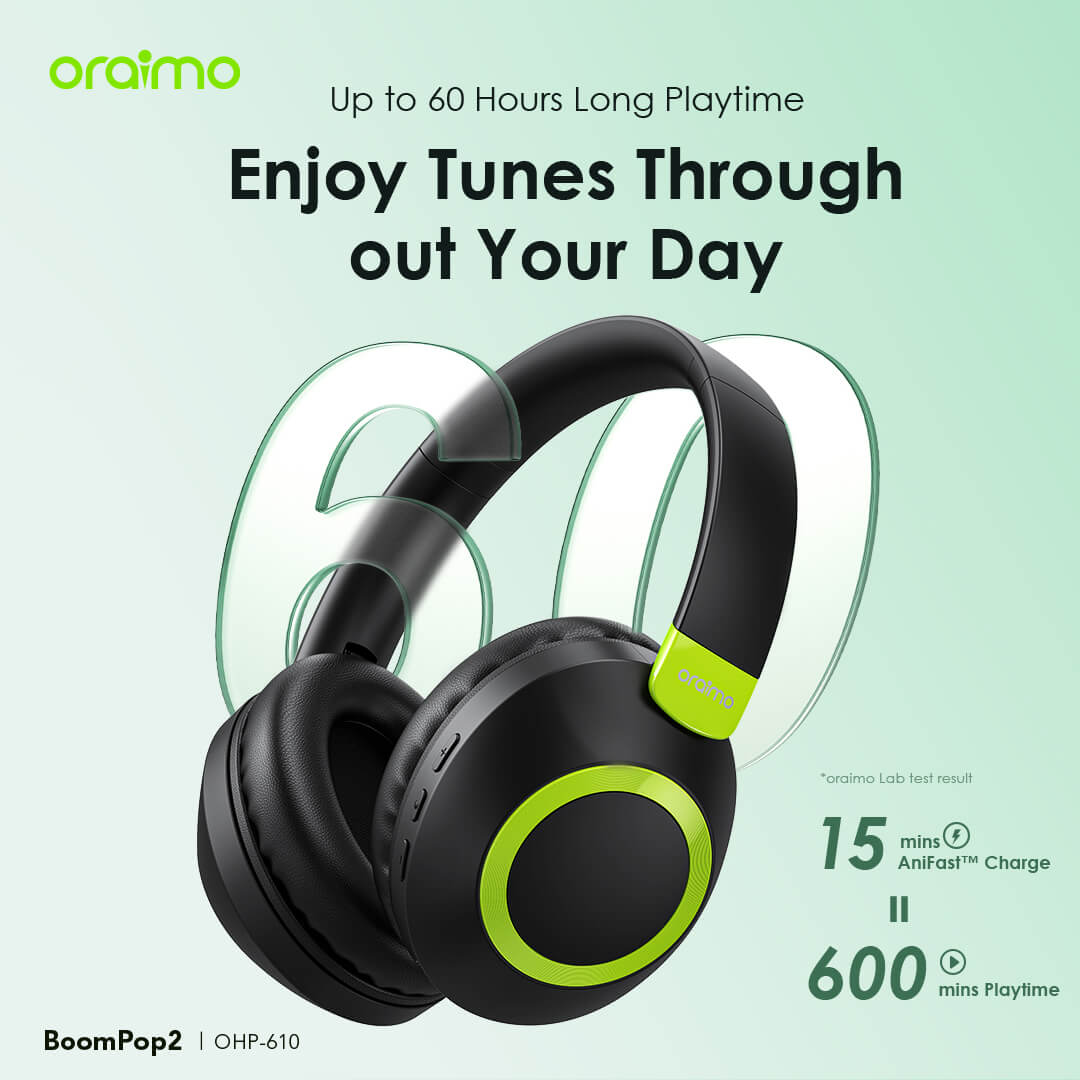 oraimo
Up to 60 Hours Long Playtime
Enjoy Tunes Through
out Your Day
60
oraimo
*oraimo Lab test result
15 mins
AniFast™ Charge
=
600
mins Playtime
BoomPop2 | OHP-610